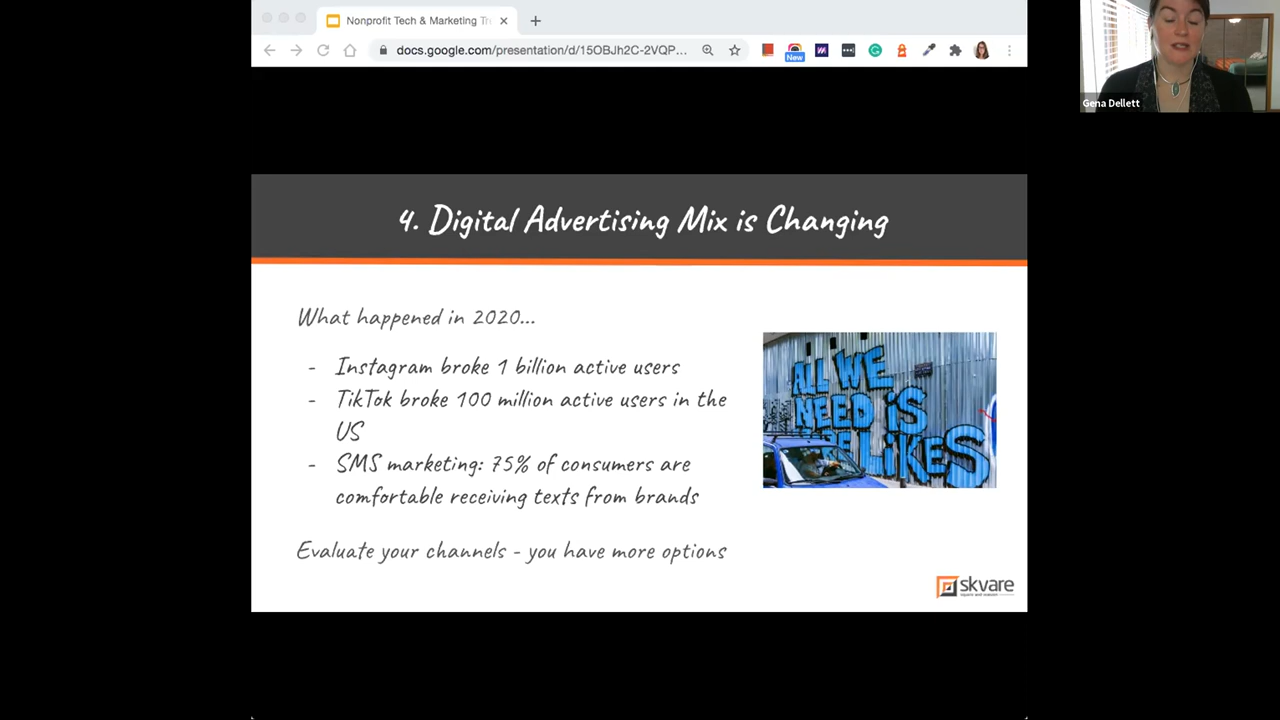 Nonprofit Tech & Marketing Tr
docs.google.com/presentation/d/15OBJh2C-2VQP...
New
Gena Dellett
4. Digital Advertising Mix is Changing
What happened in 2020...
- Instagram broke 1 billion active users
- TikTok broke 100 million active users in the
US
- SMS marketing: 75% of consumers are
comfortable receiving texts from brands
Evaluate your channels - you have more options
ALL WE
NEED iS
LiKES
skvare